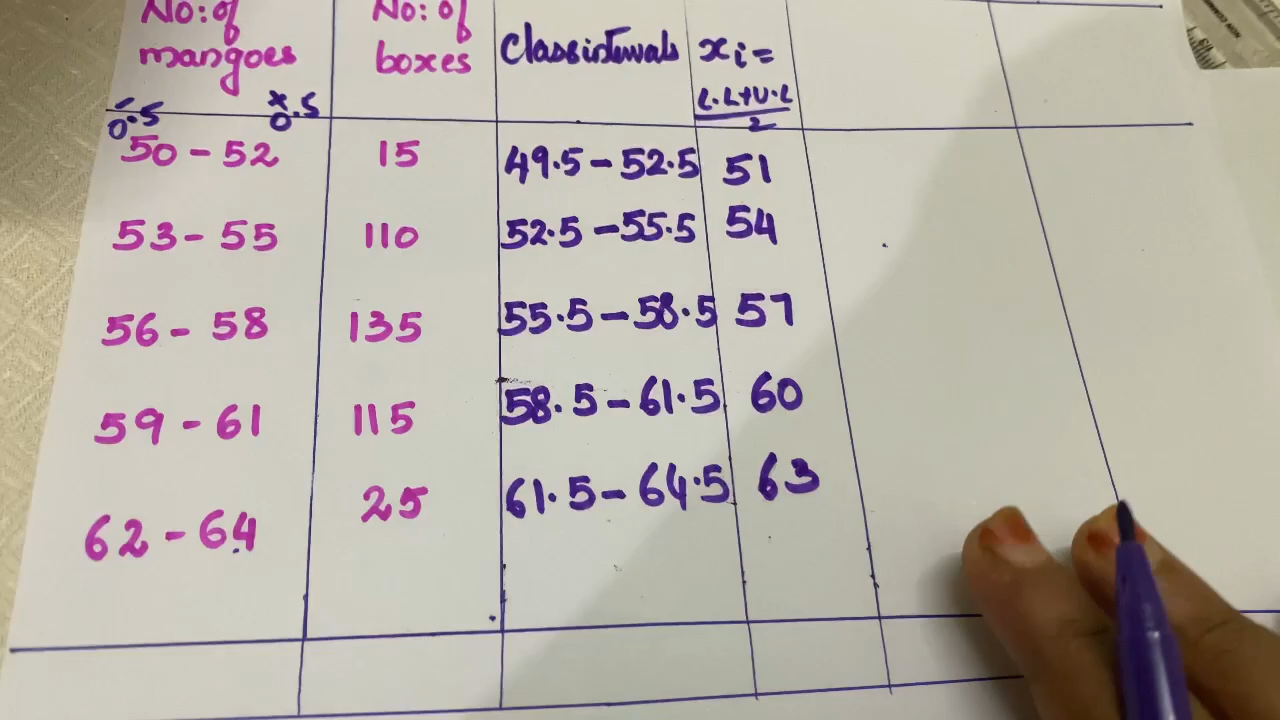 No: of mangoes No: of boxes Class intervals xi = L.L+U.L / 2
-0.5 +0.5
50 - 52 15 49.5 - 52.5 51
53 - 55 110 52.5 - 55.5 54
56 - 58 135 55.5 - 58.5 57
59 - 61 115 58.5 - 61.5 60
62 - 64 25 61.5 - 64.5 63